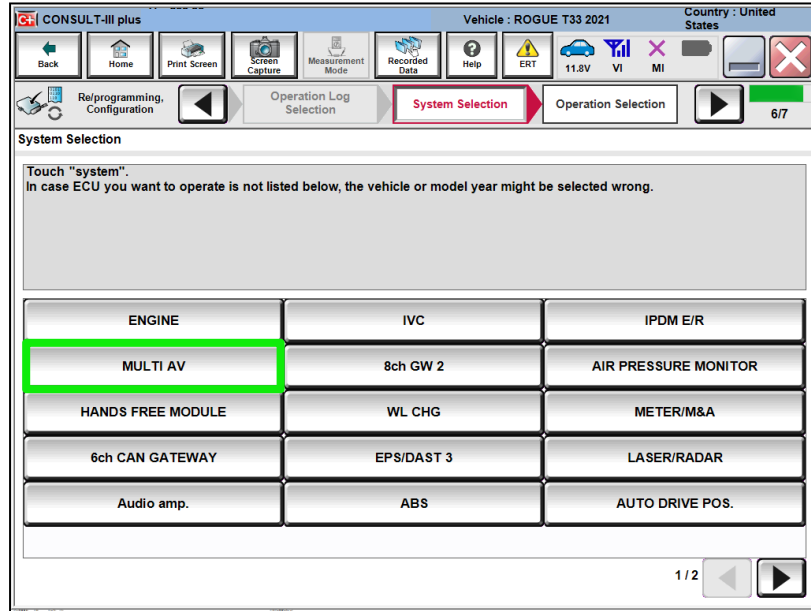 CONSULT-III plus
Vehicle : ROGUE T33 2021
Country : United States
Back
Home
Print Screen
Screen Capture
Measurement Mode
Recorded Data
Help
ERT
11.8V
VI
MI
Re/programming, Configuration
Operation Log Selection
System Selection
Operation Selection
6/7
System Selection
Touch "system".
In case ECU you want to operate is not listed below, the vehicle or model year might be selected wrong.
ENGINE
IVC
IPDM E/R
MULTI AV
8ch GW 2
AIR PRESSURE MONITOR
HANDS FREE MODULE
WL CHG
METER/M&A
6ch CAN GATEWAY
EPS/DAST 3
LASER/RADAR
Audio amp.
ABS
AUTO DRIVE POS.
1 / 2